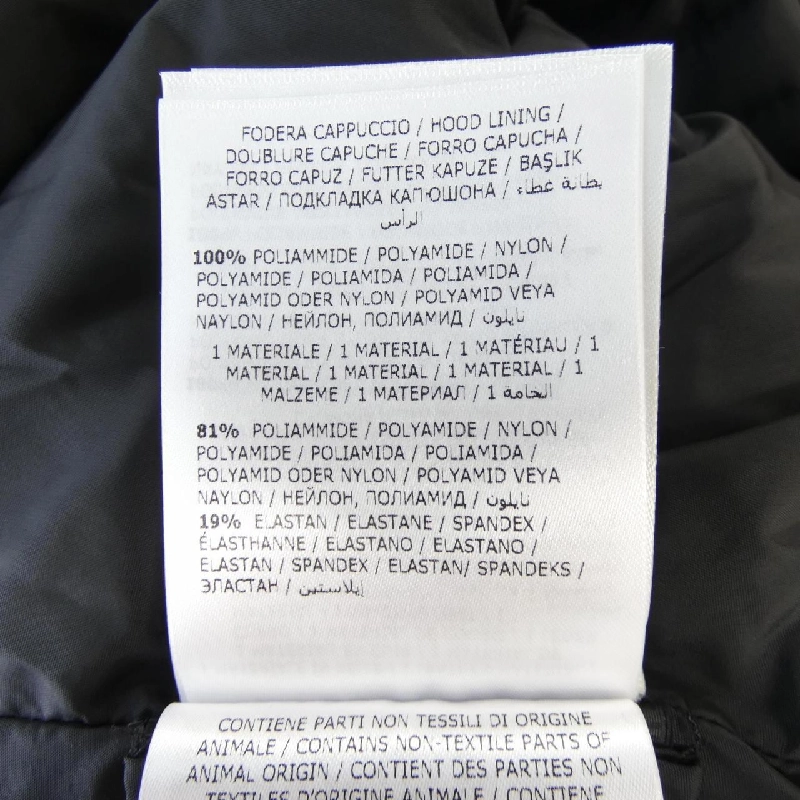 FODERA CAPPUCCIO / HOOD LINING /
DOUBLURE CAPUCHE / FORRO CAPUCHA /
FORRO CAPUZ / FUTTER KAPUZE / BAŞLIK
ASTAR / ПОДКЛАДКА КАПЮШОНА / بطانة غطاء
الرأس
100% POLIAMMIDE / POLYAMIDE / NYLON /
POLYAMIDE / POLIAMIDA / POLIAMIDA /
POLYAMID ODER NYLON / POLYAMID VEYA
NAYLON / НЕЙЛОН, ПОЛИАМИД / نايلون
1 MATERIALE / 1 MATERIAL / 1 MATÉRIAU / 1
MATERIAL / 1 MATERIAL / 1 MATERIAL / 1
MALZEME / 1 МАТЕРИАЛ / 1 الخامة
81% POLIAMMIDE / POLYAMIDE / NYLON /
POLYAMIDE / POLIAMIDA / POLIAMIDA /
POLYAMID ODER NYLON / POLYAMID VEYA
NAYLON / НЕЙЛОН, ПОЛИАМИД / نايلون
19% ELASTAN / ELASTANE / SPANDEX /
ÉLASTHANNE / ELASTANO / ELASTANO /
ELASTAN / SPANDEX / ELASTAN/ SPANDEKS /
ЭЛАСТАН / إيلاستين
CONTIENE PARTI NON TESSILI DI ORIGINE
ANIMALE / CONTAINS NON-TEXTILE PARTS OF
ANIMAL ORIGIN / CONTIENT DES PARTIES NON
TEXTILES D'ORIGINE ANIMALE / CONTIENE